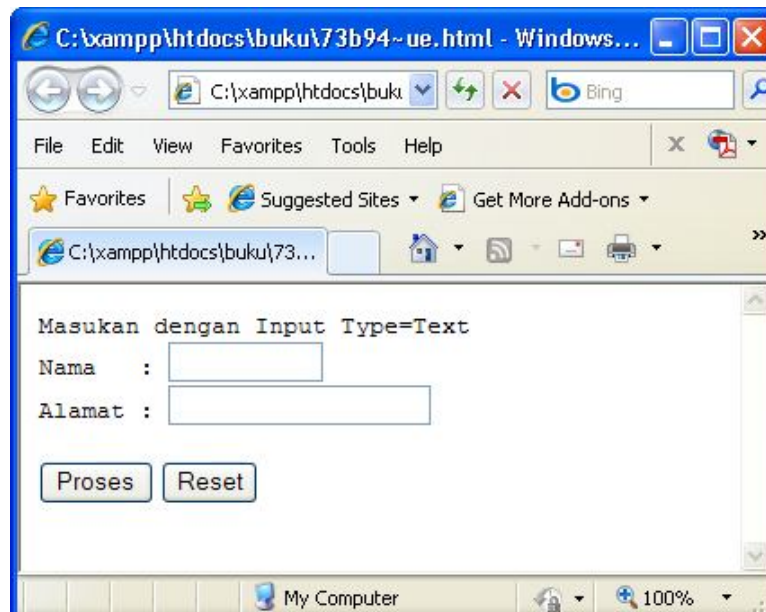 C:\xampp\htdocs\buku\73b94~ue.html - Windows...
C:\xampp\htdocs\buku Bing
File Edit View Favorites Tools Help
Favorites Suggested Sites Get More Add-ons
C:\xampp\htdocs\buku\73...
Masukan dengan Input Type=Text
Nama :
Alamat :
Proses Reset
My Computer 100%